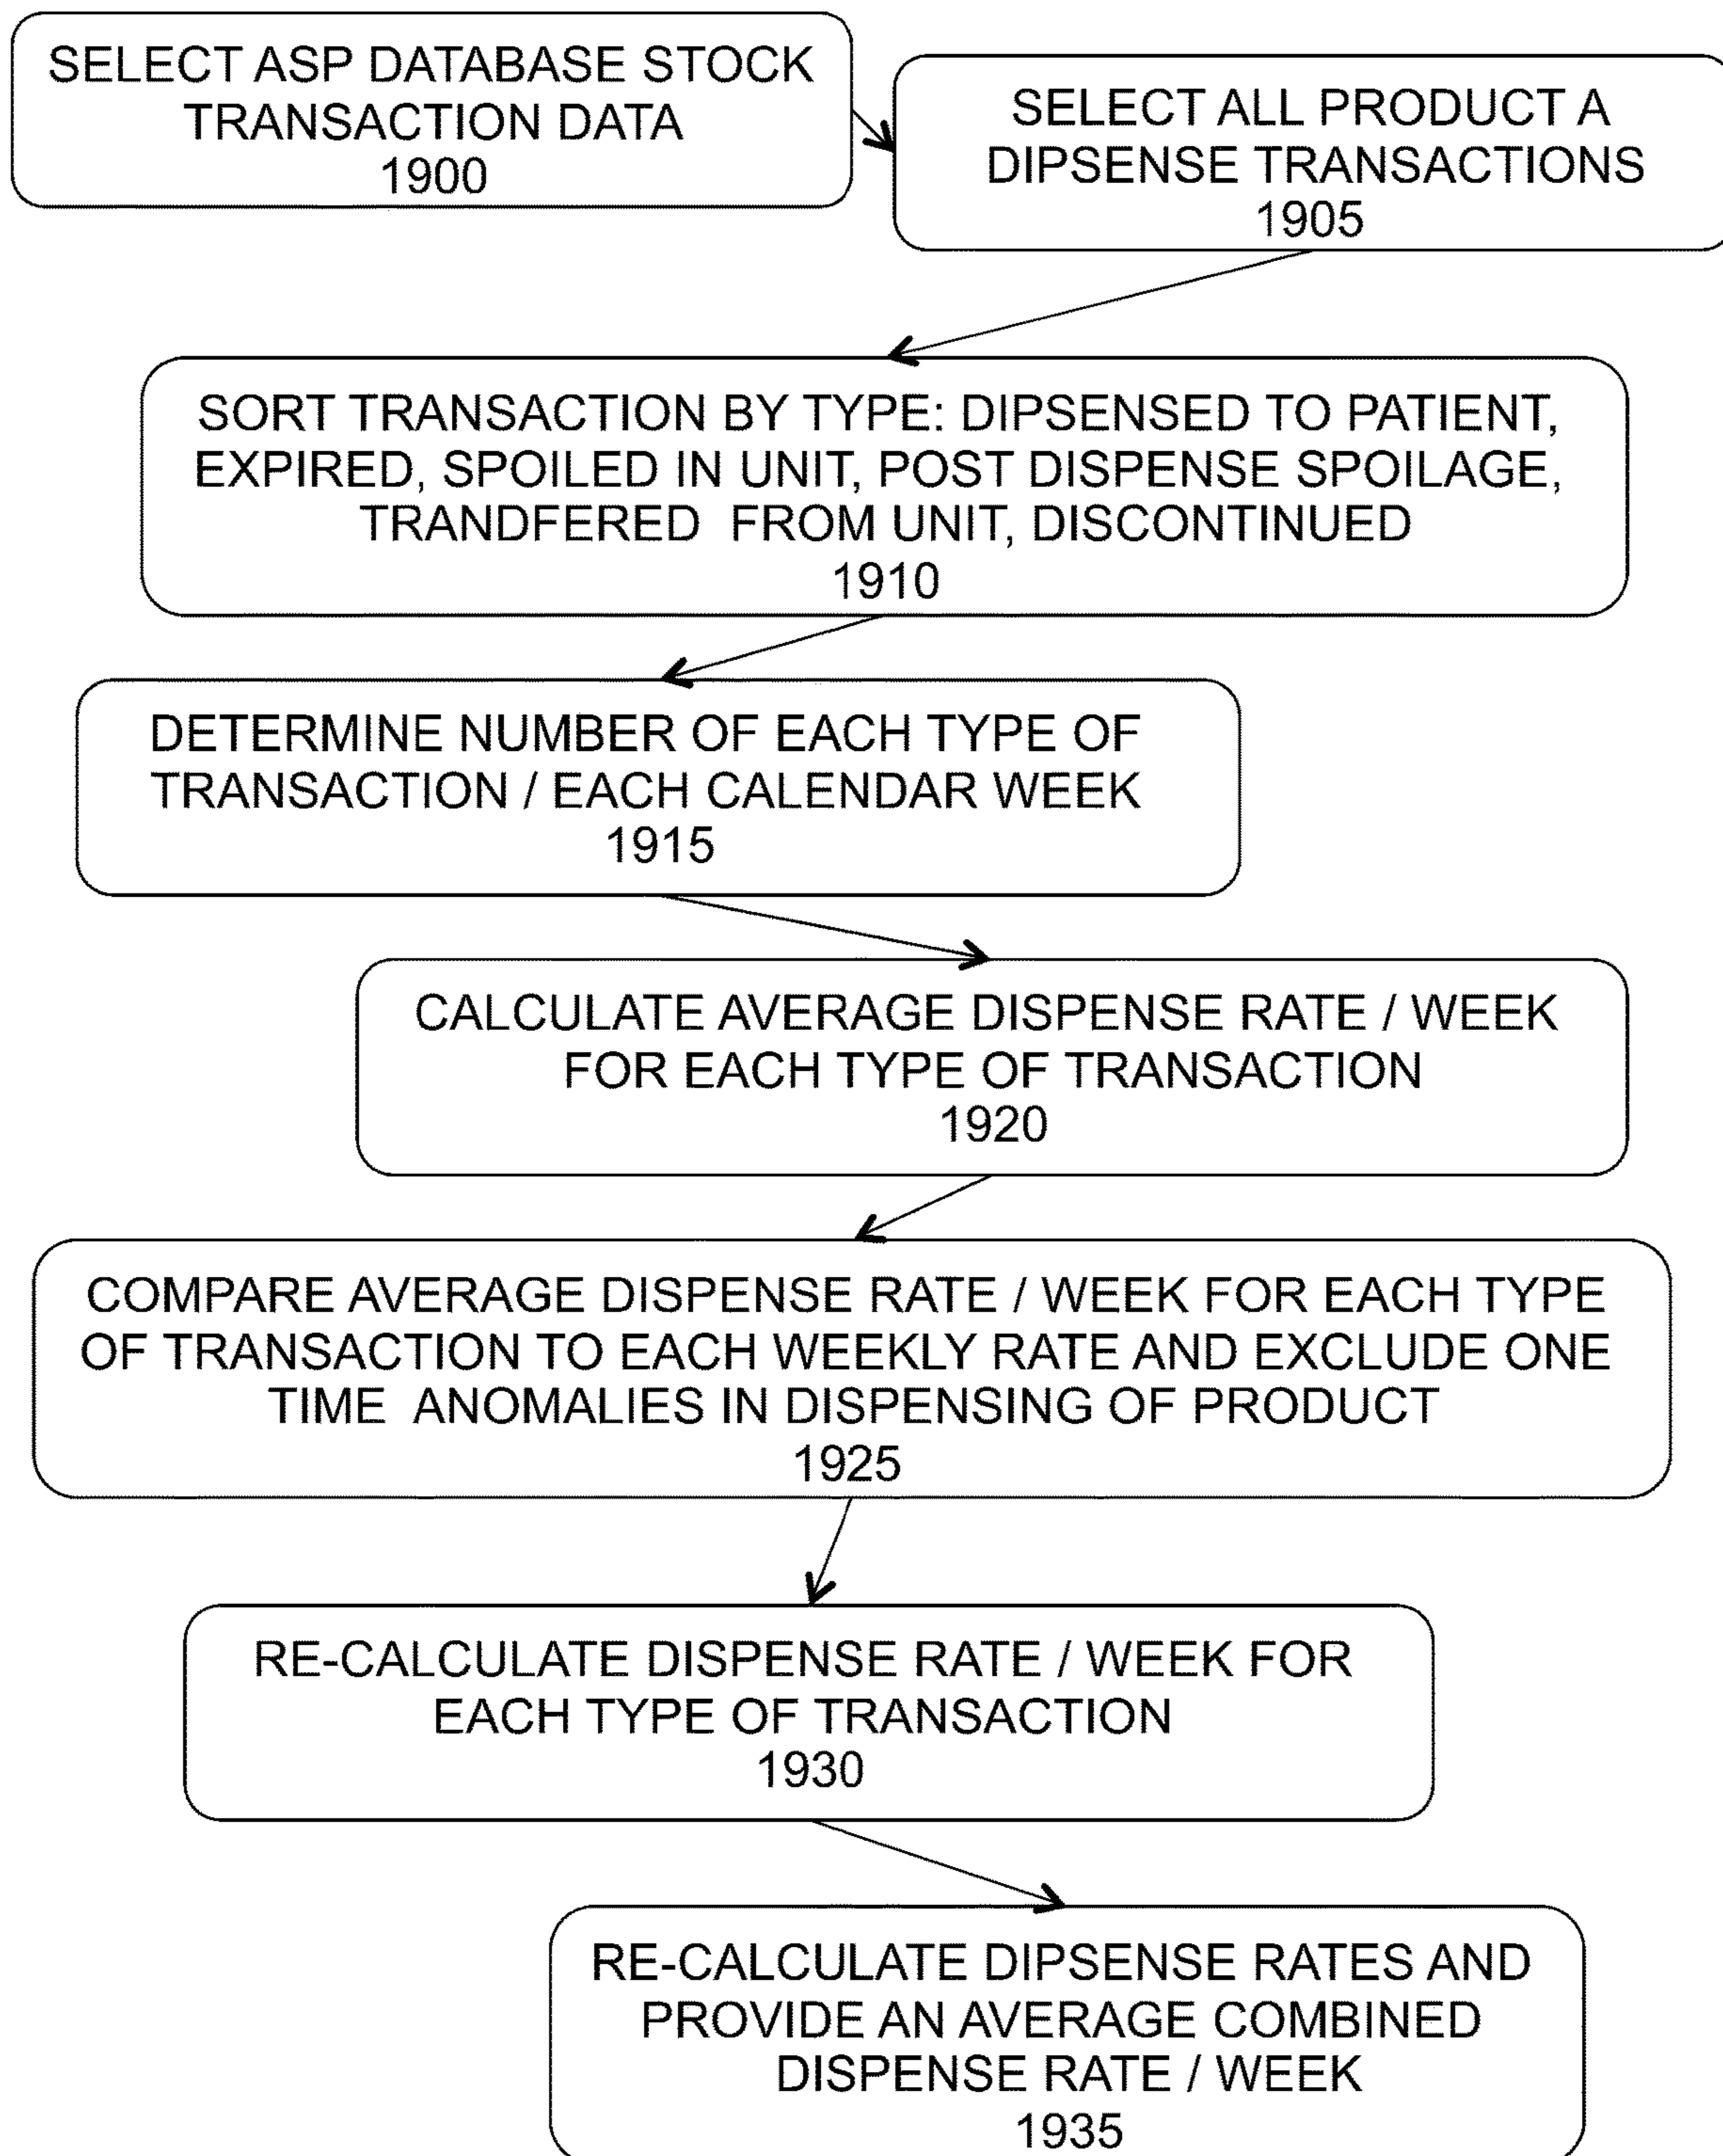 SELECT ASP DATABASE STOCK
TRANSACTION DATA
1900
SELECT ALL PRODUCT A
DIPSENSE TRANSACTIONS
1905
SORT TRANSACTION BY TYPE: DIPSENSED TO PATIENT,
EXPIRED, SPOILED IN UNIT, POST DISPENSE SPOILAGE,
TRANDFERED FROM UNIT, DISCONTINUED
1910
DETERMINE NUMBER OF EACH TYPE OF
TRANSACTION / EACH CALENDAR WEEK
1915
CALCULATE AVERAGE DISPENSE RATE / WEEK
FOR EACH TYPE OF TRANSACTION
1920
COMPARE AVERAGE DISPENSE RATE / WEEK FOR EACH TYPE
OF TRANSACTION TO EACH WEEKLY RATE AND EXCLUDE ONE
TIME ANOMALIES IN DISPENSING OF PRODUCT
1925
RE-CALCULATE DISPENSE RATE / WEEK FOR
EACH TYPE OF TRANSACTION
1930
RE-CALCULATE DIPSENSE RATES AND
PROVIDE AN AVERAGE COMBINED
DISPENSE RATE / WEEK
1935